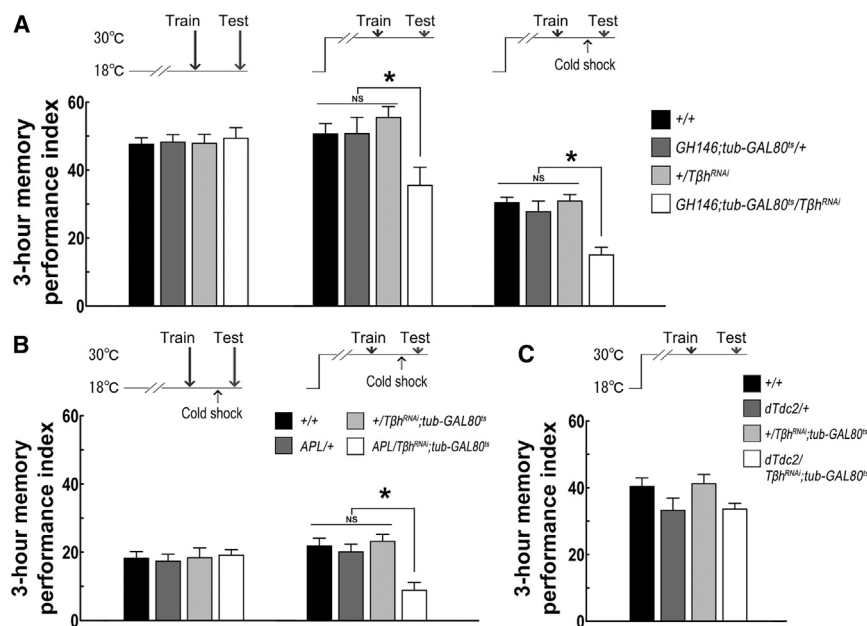 A
30°C
18°C
Train Test
Train Test
Train Test
Cold shock
3-hour memory
performance index
60
40
20
0
NS
*
NS
*
+/+
GH146;tub-GAL80ts/+
+/TβhRNAi
GH146;tub-GAL80ts/TβhRNAi
B
30°C
18°C
Train Test
Cold shock
Train Test
Cold shock
3-hour memory
performance index
60
40
20
0
+/+
APL/+
+/TβhRNAi;tub-GAL80ts
APL/TβhRNAi;tub-GAL80ts
NS
*
C
30°C
18°C
Train Test
3-hour memory
performance index
60
40
20
0
+/+
dTdc2/+
+/TβhRNAi;tub-GAL80ts
dTdc2/
TβhRNAi;tub-GAL80ts